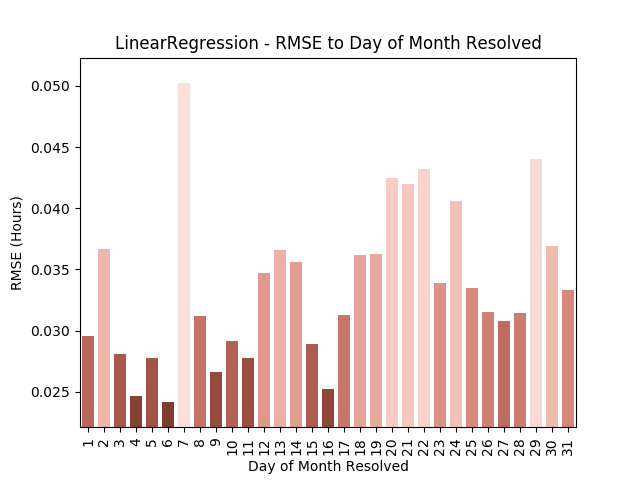 LinearRegression - RMSE to Day of Month Resolved
0.050
0.045
0.040
0.035
0.030
0.025
RMSE (Hours)
1 2 3 4 5 6 7 8 9 10 11 12 13 14 15 16 17 18 19 20 21 22 23 24 25 26 27 28 29 30 31
Day of Month Resolved